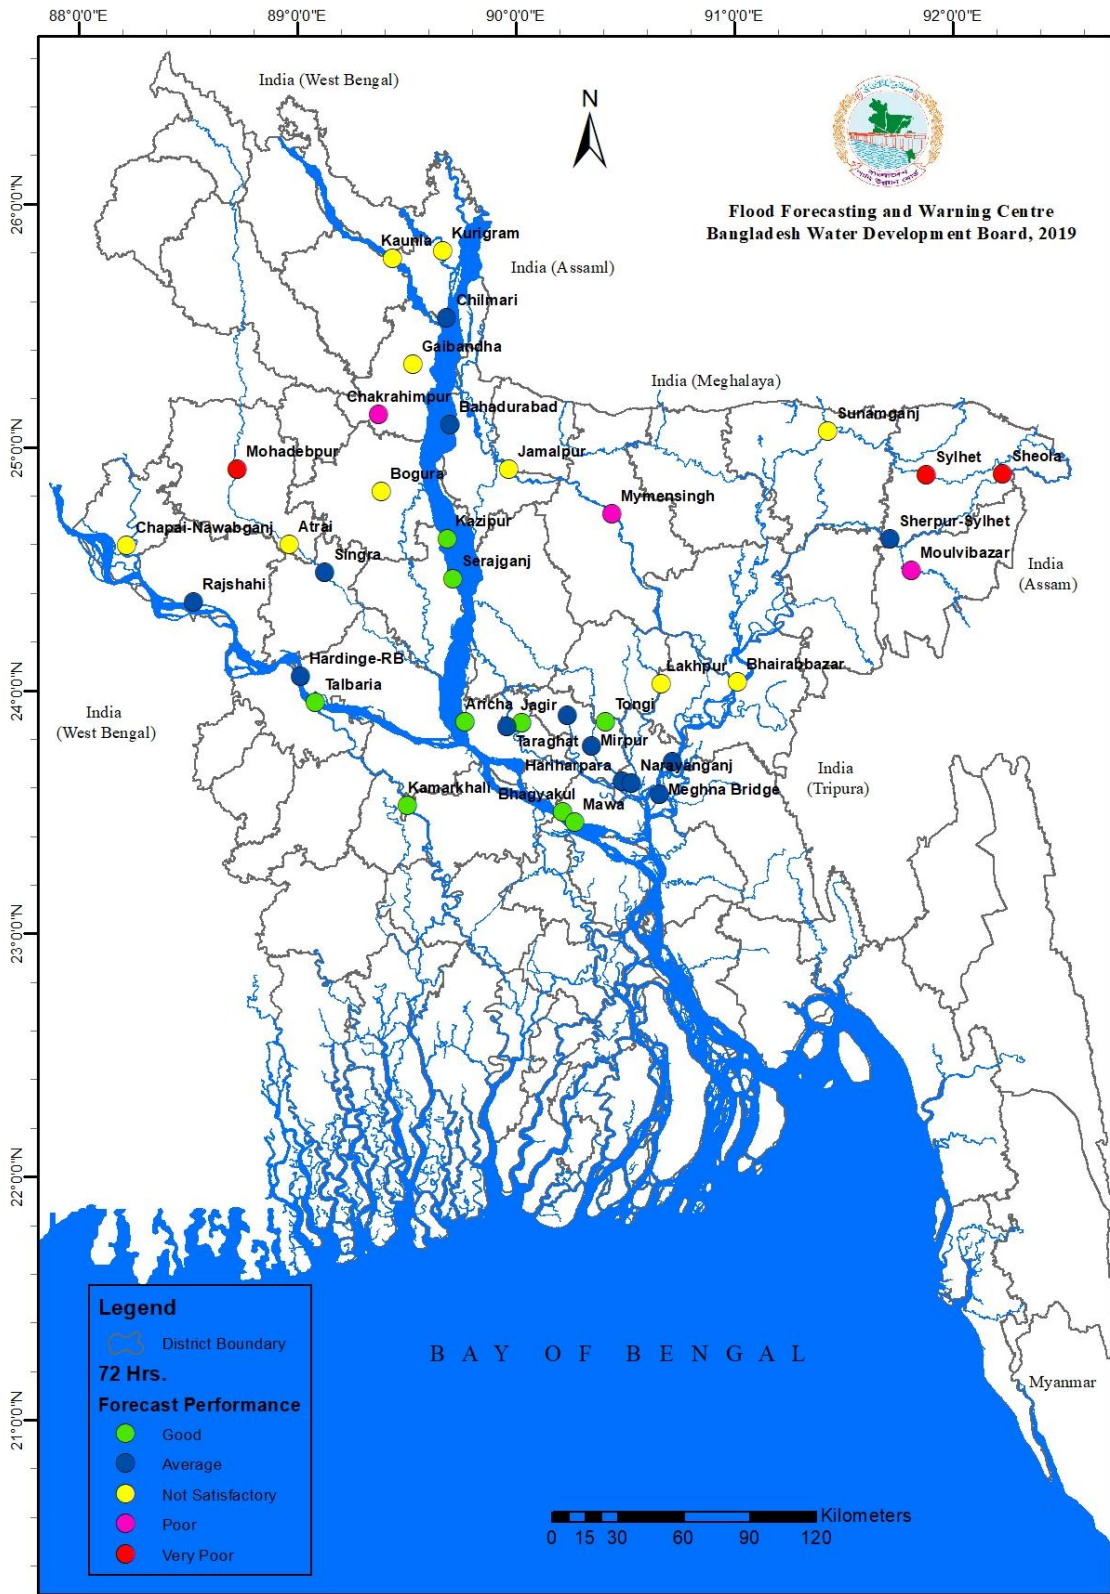 88°0'0"E
89°0'0"E
90°0'0"E
91°0'0"E
92°0'0"E
India (West Bengal)
N
Flood Forecasting and Warning Centre
Bangladesh Water Development Board, 2019
26°0'0"N
Kaunia
Kurigram
India (Assaml)
Chilmari
Gaibandha
India (Meghalaya)
Chakrahimpur
Bahadurabad
Sunamganj
25°0'0"N
Mohadebpur
Jamalpur
Sylhet
Sheola
Bogura
Mymensingh
Chapai-Nawabganj
Atrai
Kazipur
Sherpur-Sylhet
Singra
Serajganj
Moulvibazar
India
(Assam)
Rajshahi
Hardinge-RB
Lakhpur
Bhairabbazar
24°0'0"N
Talbaria
Aricha
Jagir
Tongi
India
(West Bengal)
Taraghat
Mirpur
Hariharpara
Narayanganj
India
(Tripura)
Kamarkhali
Bhagyakul
Mawa
Meghna Bridge
23°0'0"N
22°0'0"N
Legend
District Boundary
BAY OF BENGAL
72 Hrs.
Myanmar
Forecast Performance
21°0'0"N
Good
Average
Not Satisfactory
Poor
Very Poor
Kilometers
0 15 30 60 90 120